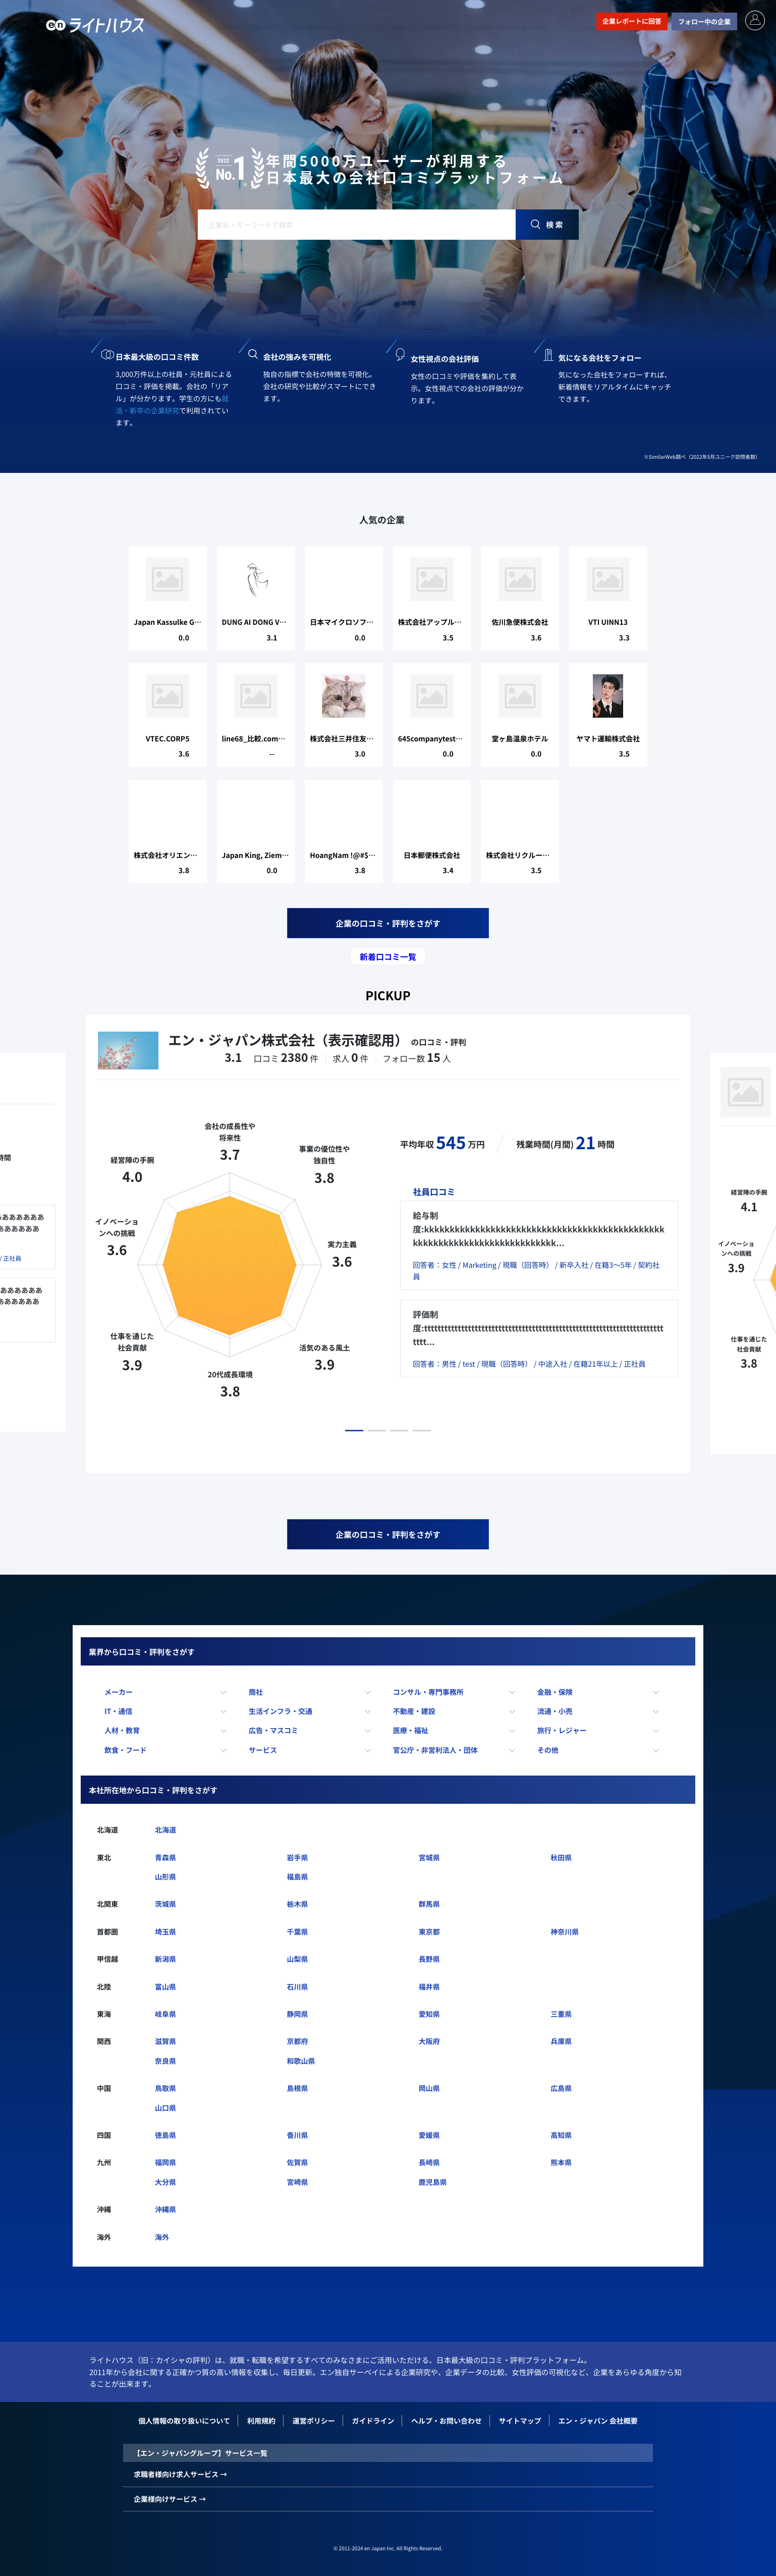 en ライトハウス
企業レポートに回答
フォロー中の企業
2022
No.1
年間5000万ユーザーが利用する
日本最大の会社口コミプラットフォーム
企業名・キーワードで検索
検索
日本最大級の口コミ件数
3,000万件以上の社員・元社員による
口コミ・評価を掲載。会社の「リア
ル」が分かります。学生の方にも就
活・新卒の企業研究で利用されてい
ます。
会社の強みを可視化
独自の指標で会社の特徴を可視化。
会社の研究や比較がスマートにでき
ます。
女性視点の会社評価
女性の口コミや評価を集約して表
示。女性視点での会社の評価が分か
ります。
気になる会社をフォロー
気になった会社をフォローすれば、
新着情報をリアルタイムにキャッチ
できます。
※SimilarWeb調べ（2022年5月ユニーク訪問者数）
人気の企業
Japan Kassulke G…
0.0
DUNG AI DONG V…
3.1
日本マイクロソフ…
0.0
株式会社アップル…
3.5
佐川急便株式会社
3.6
VTI UINN13
3.3
VTEC.CORP5
3.6
line68_比較.com…
--
株式会社三井住友…
3.0
645companytest…
0.0
堂ヶ島温泉ホテル
0.0
ヤマト運輸株式会社
3.5
株式会社オリエン…
3.8
Japan King, Ziem…
0.0
HoangNam !@#$…
3.8
日本郵便株式会社
3.4
株式会社リクルー…
3.5
企業の口コミ・評判をさがす
新着口コミ一覧
PICKUP
エン・ジャパン株式会社（表示確認用） の口コミ・評判
3.1 口コミ 2380 件 求人 0 件 フォロー数 15 人
会社の成長性や
将来性
3.7
事業の優位性や
独自性
3.8
実力主義
3.6
活気のある風土
3.9
20代成長環境
3.8
仕事を通じた
社会貢献
3.9
イノベーショ
ンへの挑戦
3.6
経営陣の手腕
4.0
平均年収 545 万円
残業時間(月間) 21 時間
社員口コミ
給与制
度:kkkkkkkkkkkkkkkkkkkkkkkkkkkkkkkkkkkkkkkkkkkkkkk
kkkkkkkkkkkkkkkkkkkkkkkkkkkk…
回答者：女性 / Marketing / 現職（回答時） / 新卒入社 / 在籍3～5年 / 契約社
員
評価制
度:ttttttttttttttttttttttttttttttttttttttttttttttttttttttttttttttttttttttt
tttt…
回答者：男性 / test / 現職（回答時） / 中途入社 / 在籍21年以上 / 正社員
時間
ああああああ
ああああああ
/ 正社員
ああああああ
ああああああ
経営陣の手腕
4.1
イノベーショ
ンへの挑戦
3.9
仕事を通じた
社会貢献
3.8
企業の口コミ・評判をさがす
業界から口コミ・評判をさがす
メーカー 商社 コンサル・専門事務所 金融・保険
IT・通信 生活インフラ・交通 不動産・建設 流通・小売
人材・教育 広告・マスコミ 医療・福祉 旅行・レジャー
飲食・フード サービス 官公庁・非営利法人・団体 その他
本社所在地から口コミ・評判をさがす
北海道 北海道
東北 青森県 岩手県 宮城県 秋田県
山形県 福島県
北関東 茨城県 栃木県 群馬県
首都圏 埼玉県 千葉県 東京都 神奈川県
甲信越 新潟県 山梨県 長野県
北陸 富山県 石川県 福井県
東海 岐阜県 静岡県 愛知県 三重県
関西 滋賀県 京都府 大阪府 兵庫県
奈良県 和歌山県
中国 鳥取県 島根県 岡山県 広島県
山口県
四国 徳島県 香川県 愛媛県 高知県
九州 福岡県 佐賀県 長崎県 熊本県
大分県 宮崎県 鹿児島県
沖縄 沖縄県
海外 海外
ライトハウス（旧：カイシャの評判）は、就職・転職を希望するすべてのみなさまにご活用いただける、日本最大級の口コミ・評判プラットフォーム。
2011年から会社に関する正確かつ質の高い情報を収集し、毎日更新。エン独自サーベイによる企業研究や、企業データの比較、女性評価の可視化など、企業をあらゆる角度から知
ることが出来ます。
個人情報の取り扱いについて 利用規約 運営ポリシー ガイドライン ヘルプ・お問い合わせ サイトマップ エン・ジャパン 会社概要
【エン・ジャパングループ】サービス一覧
求職者様向け求人サービス →
企業様向けサービス →
© 2011-2024 en Japan Inc. All Rights Reserved.